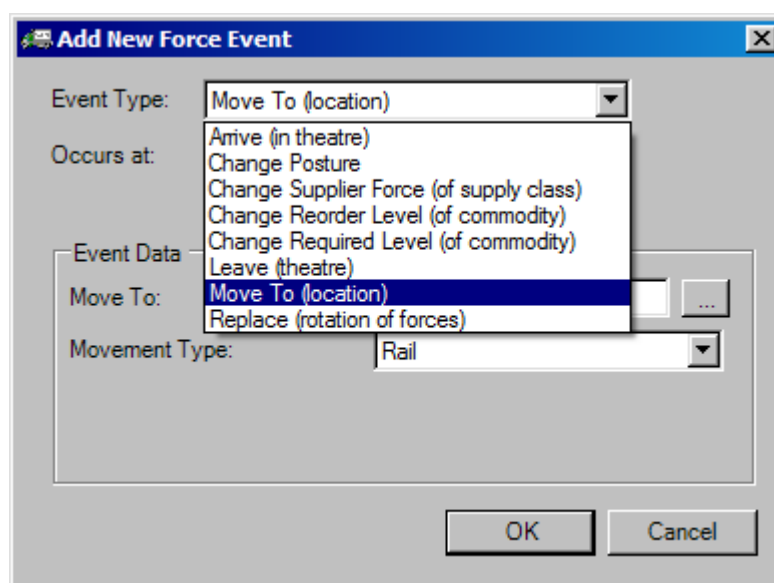 Add New Force Event
Event Type: Move To (location)
Occurs at:
Arrive (in theatre)
Change Posture
Change Supplier Force (of supply class)
Change Reorder Level (of commodity)
Change Required Level (of commodity)
Leave (theatre)
Move To (location)
Replace (rotation of forces)
Event Data
Move To: ...
Movement Type: Rail
OK Cancel